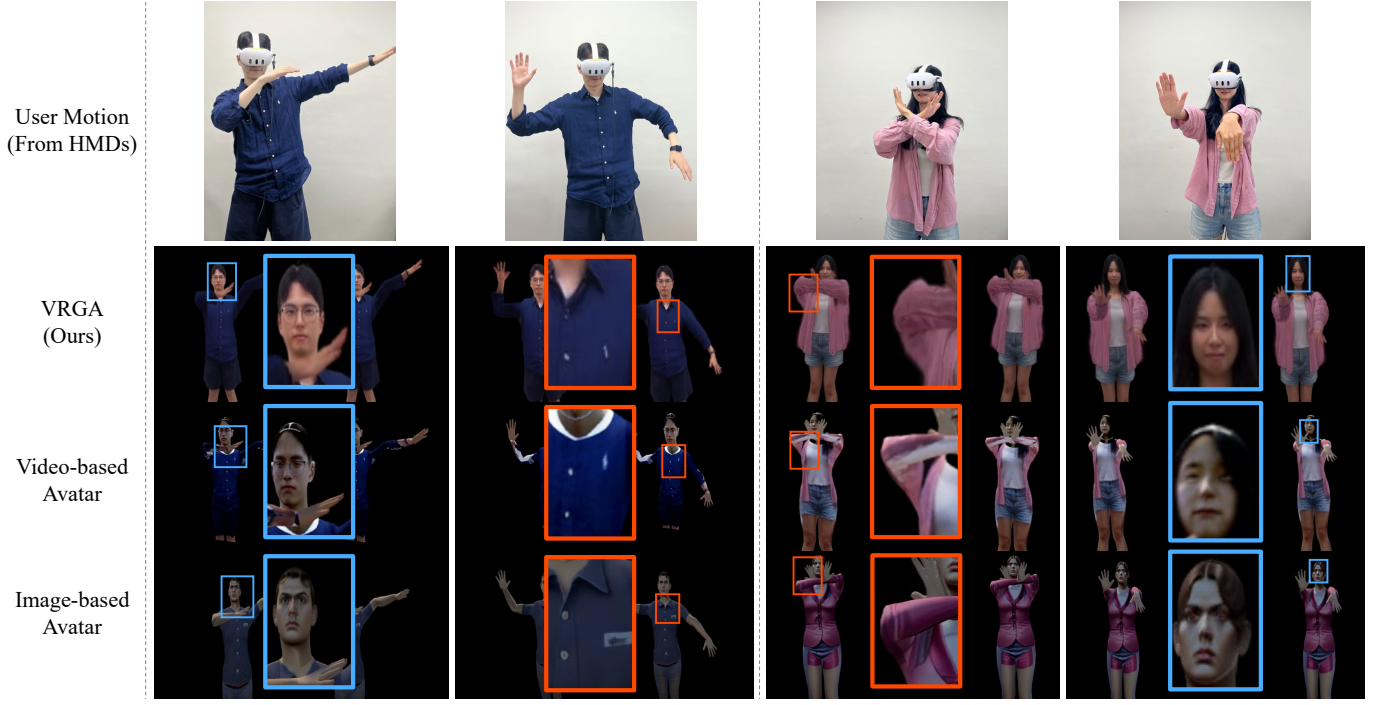 User Motion
(From HMDs)
VRGA
(Ours)
Video-based
Avatar
Image-based
Avatar